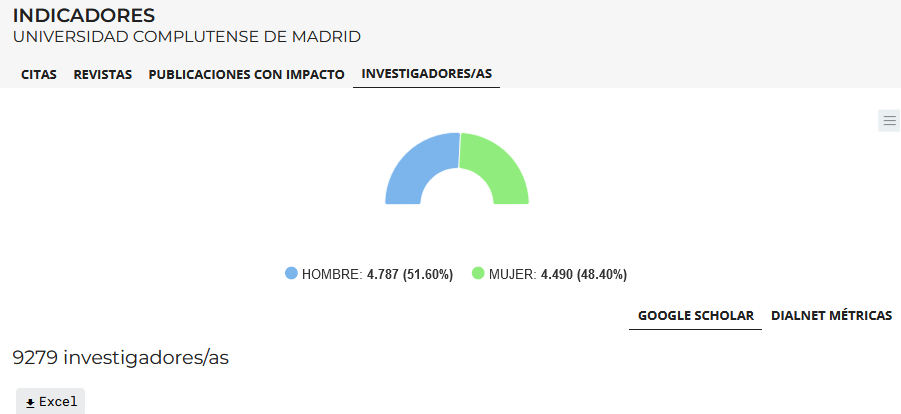 INDICADORES
UNIVERSIDAD COMPLUTENSE DE MADRID
CITAS REVISTAS PUBLICACIONES CON IMPACTO INVESTIGADORES/AS
HOMBRE: 4.787 (51.60%) MUJER: 4.490 (48.40%)
GOOGLE SCHOLAR DIALNET MÉTRICAS
9279 investigadores/as
Excel